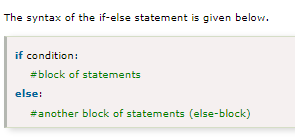 The syntax of the if-else statement is given below.
if condition:
#block of statements
else:
#another block of statements (else-block)